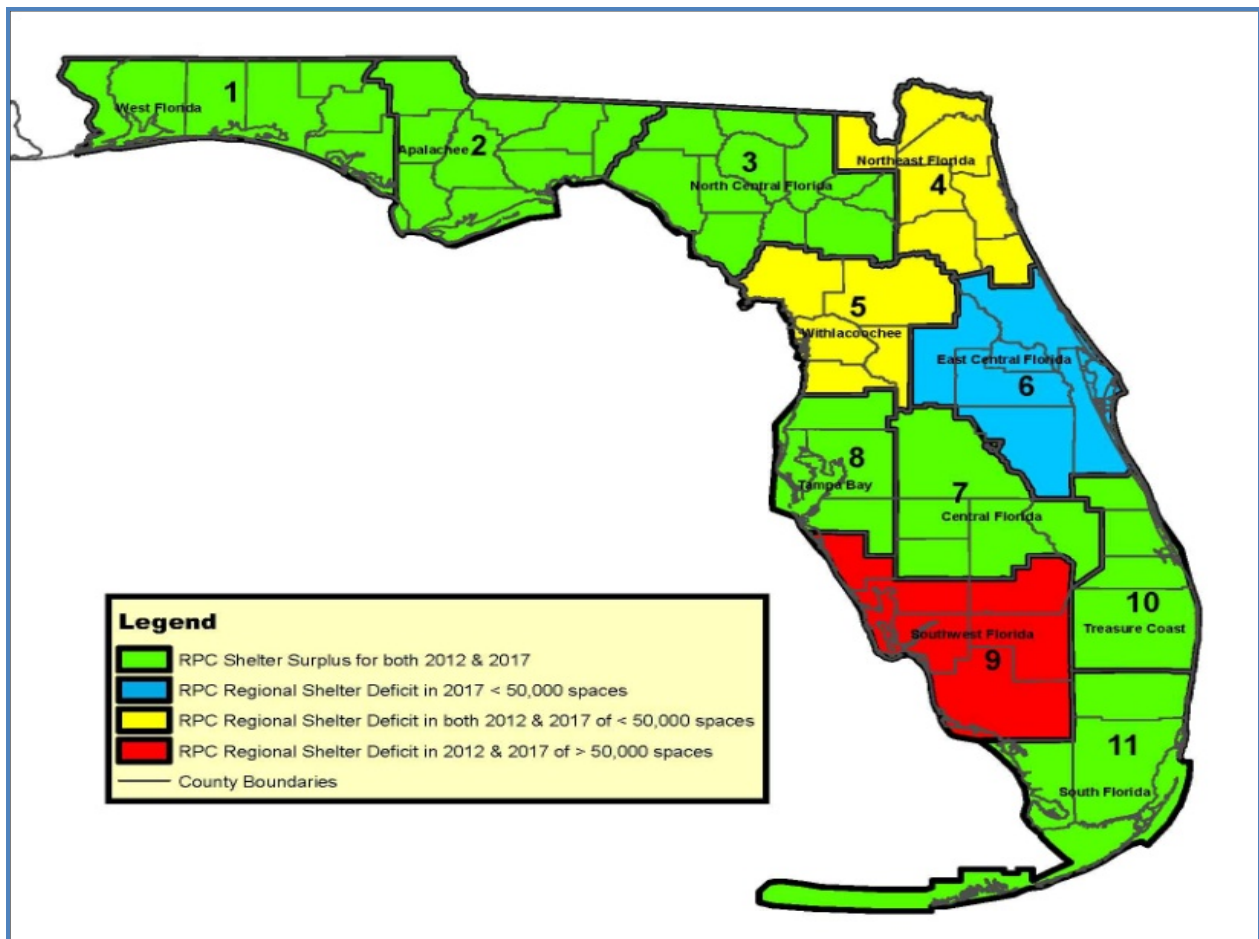 1
West Florida
2
Apalachee
3
North Central Florida
Northeast Florida
4
5
Withlacoochee
East Central Florida
6
8
Tampa Bay
7
Central Florida
10
Treasure Coast
Southwest Florida
9
11
South Florida
Legend
RPC Shelter Surplus for both 2012 & 2017
RPC Regional Shelter Deficit in 2017 < 50,000 spaces
RPC Regional Shelter Deficit in both 2012 & 2017 of < 50,000 spaces
RPC Regional Shelter Deficit in 2012 & 2017 of > 50,000 spaces
County Boundaries